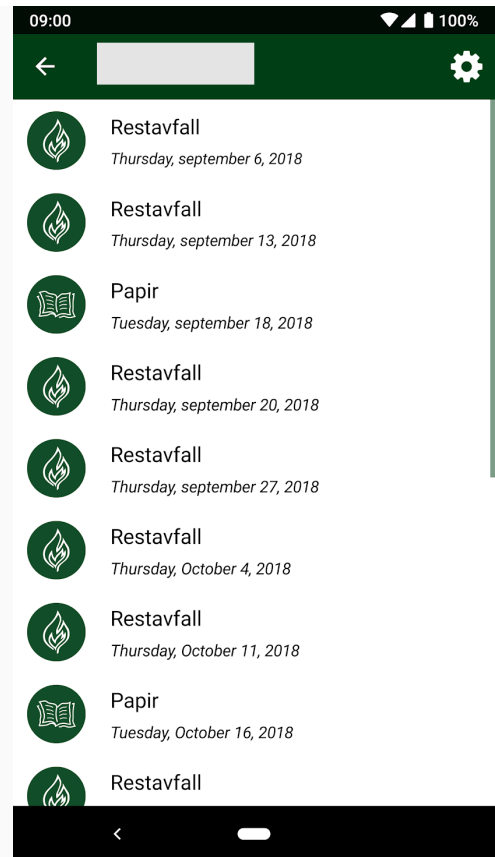 09:00
100%
Restavfall
Thursday, september 6, 2018
Restavfall
Thursday, september 13, 2018
Papir
Tuesday, september 18, 2018
Restavfall
Thursday, september 20, 2018
Restavfall
Thursday, september 27, 2018
Restavfall
Thursday, October 4, 2018
Restavfall
Thursday, October 11, 2018
Papir
Tuesday, October 16, 2018
Restavfall